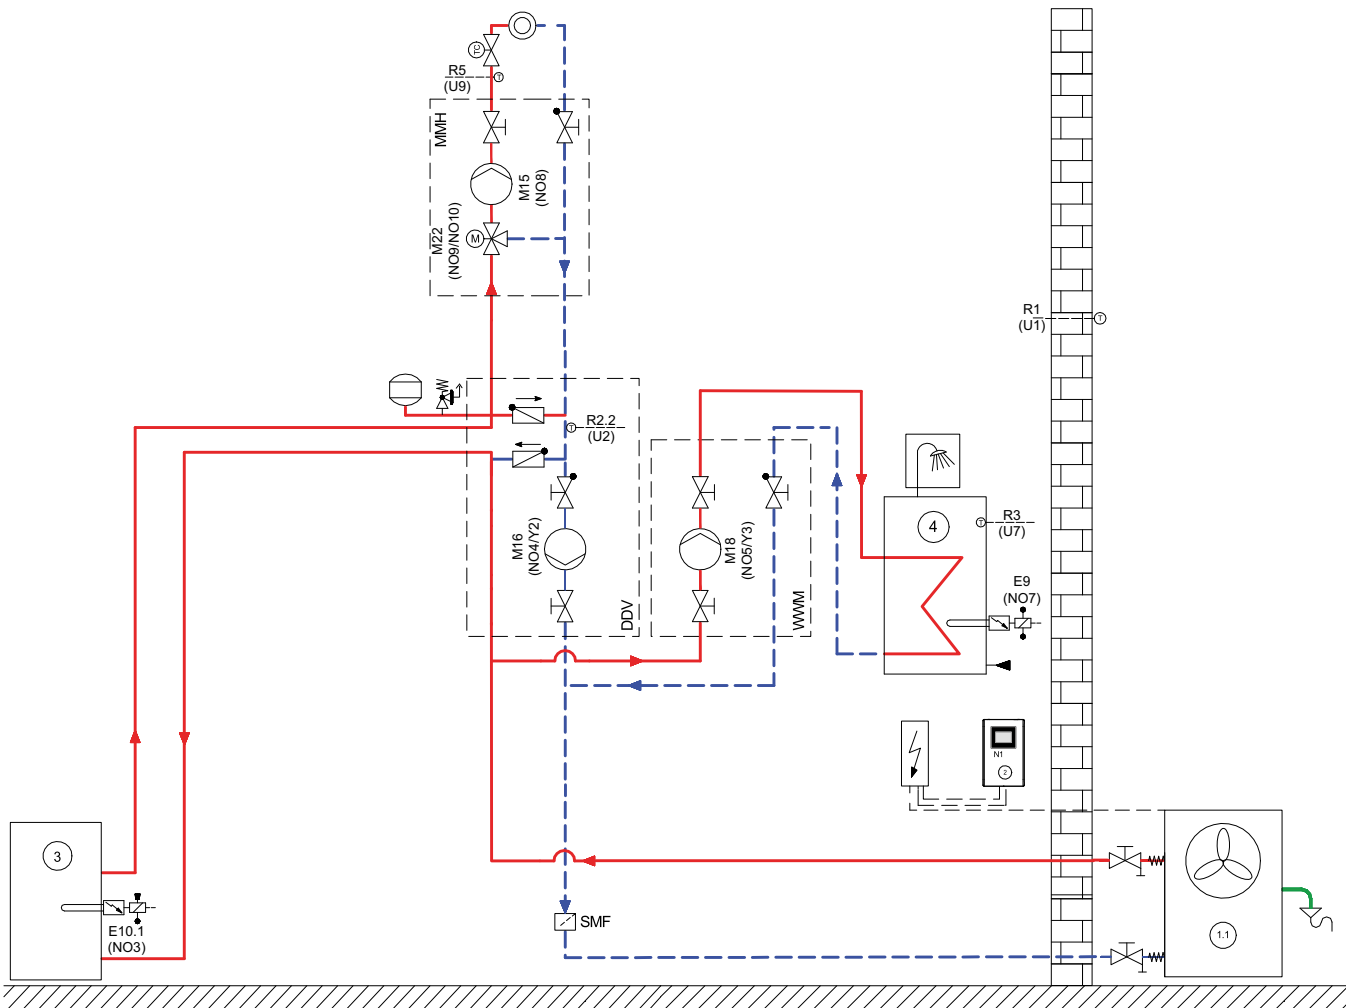 TC
R5
(U9)
T
MMH
M15
(NO8)
M22
(NO9/NO10)
M
R1
(U1)
T
R2.2
(U2)
T
M16
(NO4/Y2)
DDV
M18
(NO5/Y3)
WWM
4
R3
(U7)
T
E9
(NO7)
N1
2
3
E10.1
(NO3)
SMF
1.1